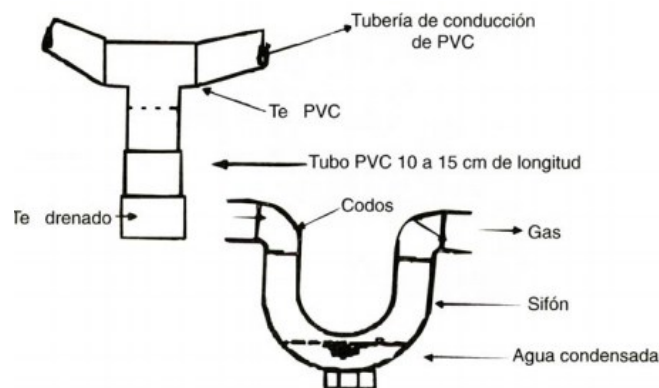 Tubería de conducción
de PVC
Te PVC
Tubo PVC 10 a 15 cm de longitud
Te drenado
Codos
Gas
Sifón
Agua condensada